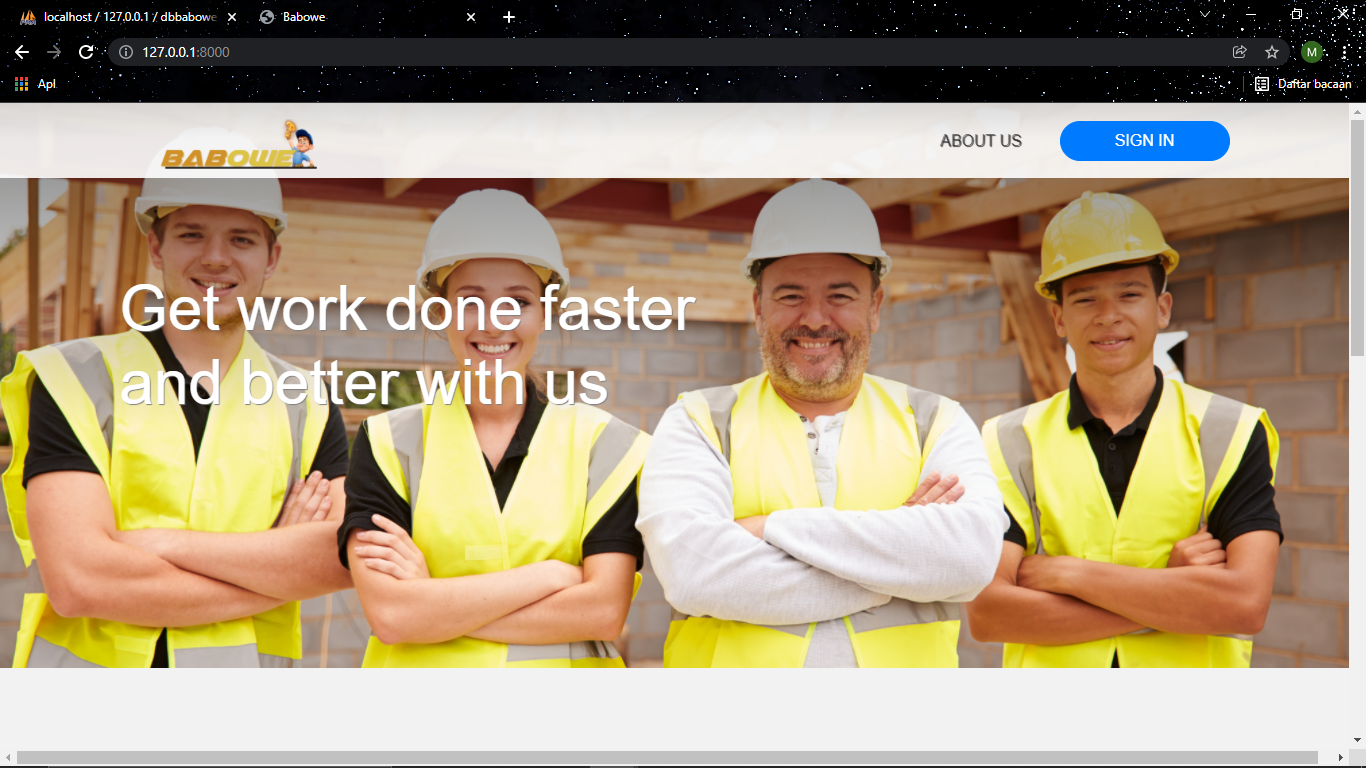 localhost / 127.0.0.1 / dbbabowe
Babowe
127.0.0.1:8000
M
Apl
Daftar bacaan
BABOWE
ABOUT US
SIGN IN
Get work done faster
and better with us